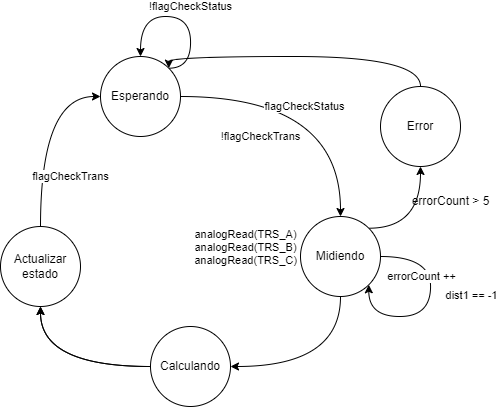 !flagCheckStatus
Esperando
flagCheckStatus
!flagCheckTrans
Error
flagCheckTrans
errorCount > 5
analogRead(TRS_A)
analogRead(TRS_B)
analogRead(TRS_C)
Midiendo
Actualizar
estado
errorCount ++
dist1 == -1
Calculando